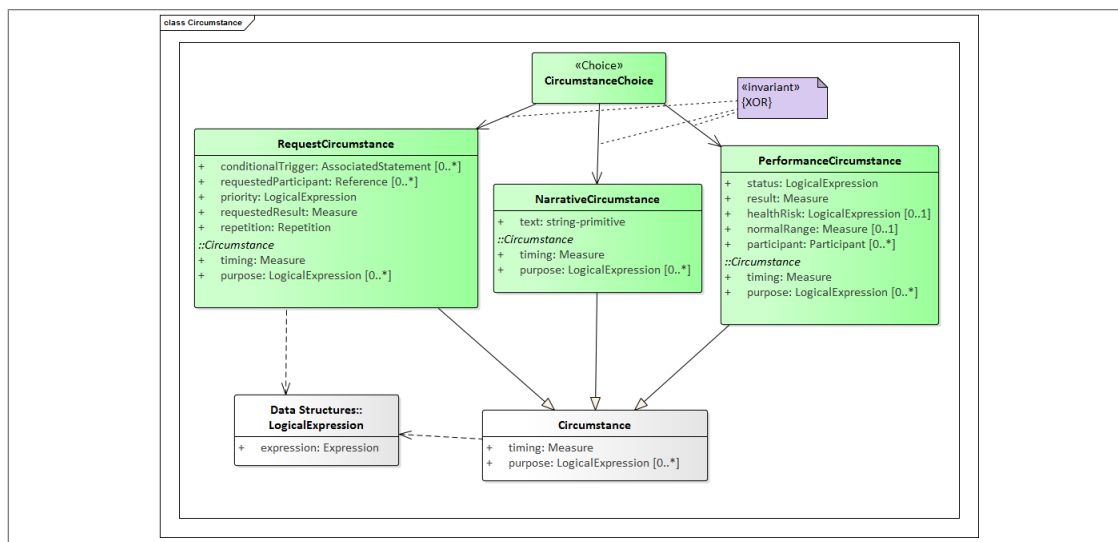 class Circumstance
«Choice»
CircumstanceChoice
«invariant»
{XOR}
RequestCircumstance
+ conditionalTrigger: AssociatedStatement [0..*]
+ requestedParticipant: Reference [0..*]
+ priority: LogicalExpression
+ requestedResult: Measure
+ repetition: Repetition
::Circumstance
+ timing: Measure
+ purpose: LogicalExpression [0..*]
NarrativeCircumstance
+ text: string-primitive
::Circumstance
+ timing: Measure
+ purpose: LogicalExpression [0..*]
PerformanceCircumstance
+ status: LogicalExpression
+ result: Measure
+ healthRisk: LogicalExpression [0..1]
+ normalRange: Measure [0..1]
+ participant: Participant [0..*]
::Circumstance
+ timing: Measure
+ purpose: LogicalExpression [0..*]
Data Structures::
LogicalExpression
+ expression: Expression
Circumstance
+ timing: Measure
+ purpose: LogicalExpression [0..*]